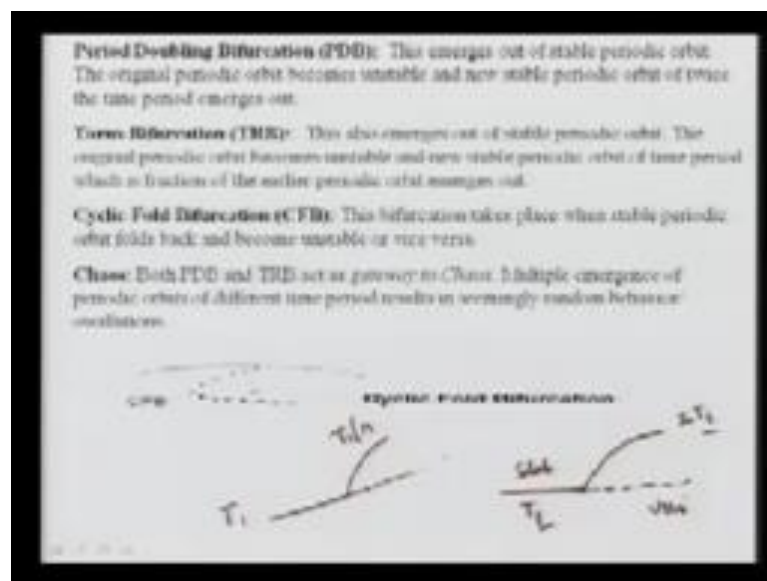 Period Doubling Bifurcation (PDB): This emerges out of stable periodic orbit.
The original periodic orbit becomes unstable and new stable periodic orbit of twice
the time period emerges out.
Torus Bifurcation (TRB): This also emerges out of stable periodic orbit. The
original periodic orbit becomes unstable and new stable periodic orbit of time period
which is fraction of the earlier periodic orbit emerges out.
Cyclic Fold Bifurcation (CFB): This bifurcation takes place when stable periodic
orbit folds back and become unstable or vice versa.
Chaos: Both PDB and TRB act as gateway to Chaos. Multiple emergence of
periodic orbits of different time period results in seemingly random behavior
oscillations.
CFB Cyclic Fold Bifurcation
T1/n
2T1
T1